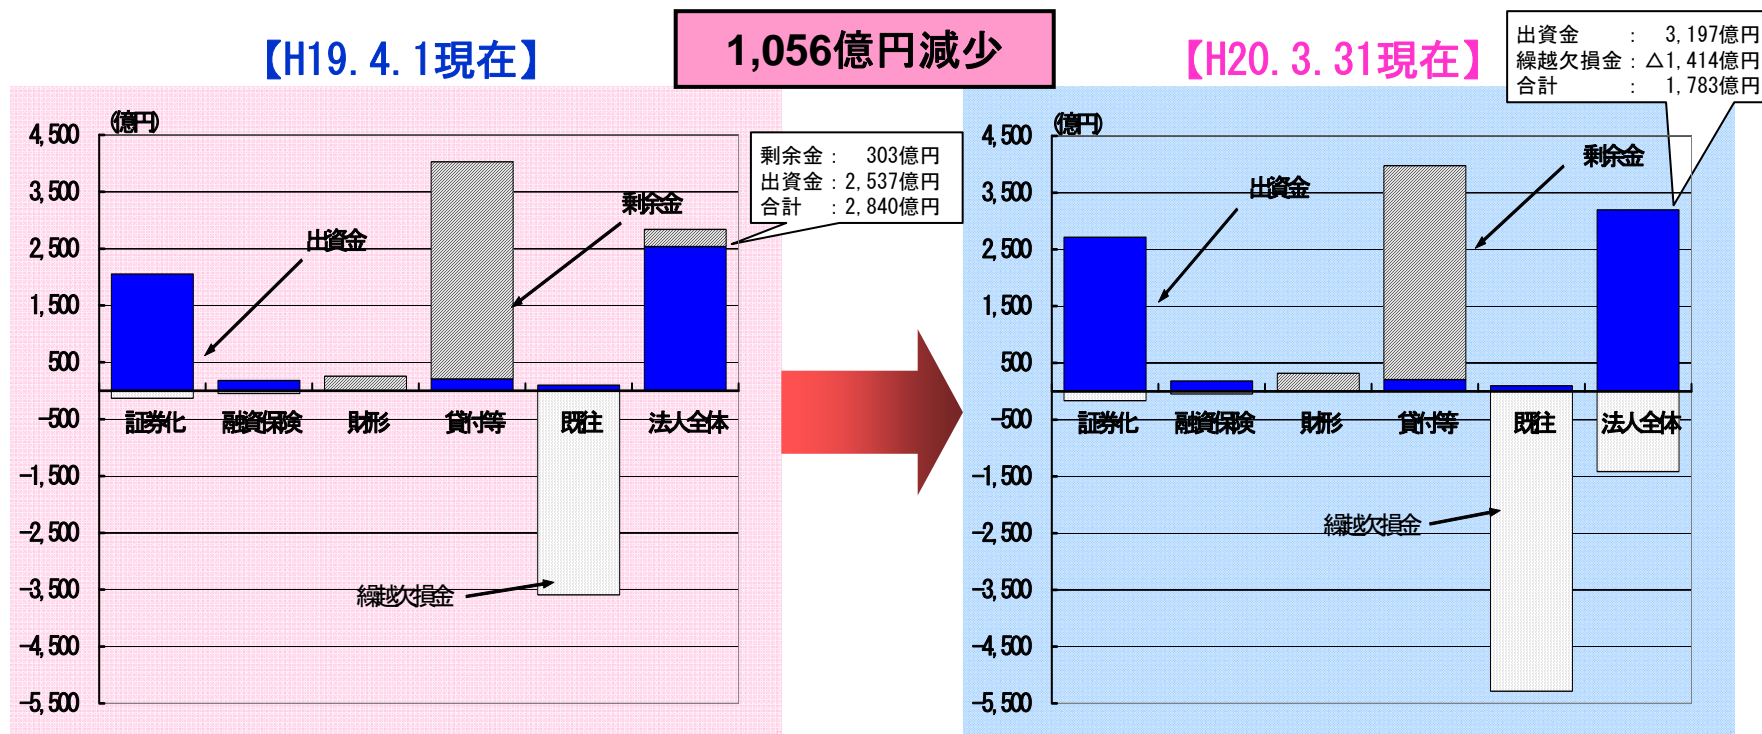 1,056億円減少
【H19.4.1現在】
(億円)
4,500
3,500
2,500
1,500
500
-500
-1,500
-2,500
-3,500
-4,500
-5,500
出資金
剰余金
剰余金： 303億円
出資金：2,537億円
合計 ：2,840億円
証券化 融資保険 財形 貸付等 既往 法人全体
繰越欠損金
【H20.3.31現在】
出資金 ： 3,197億円
繰越欠損金：△1,414億円
合計 ： 1,783億円
(億円)
4,500
3,500
2,500
1,500
500
-500
-1,500
-2,500
-3,500
-4,500
-5,500
出資金
剰余金
証券化 融資保険 財形 貸付等 既往 法人全体
繰越欠損金